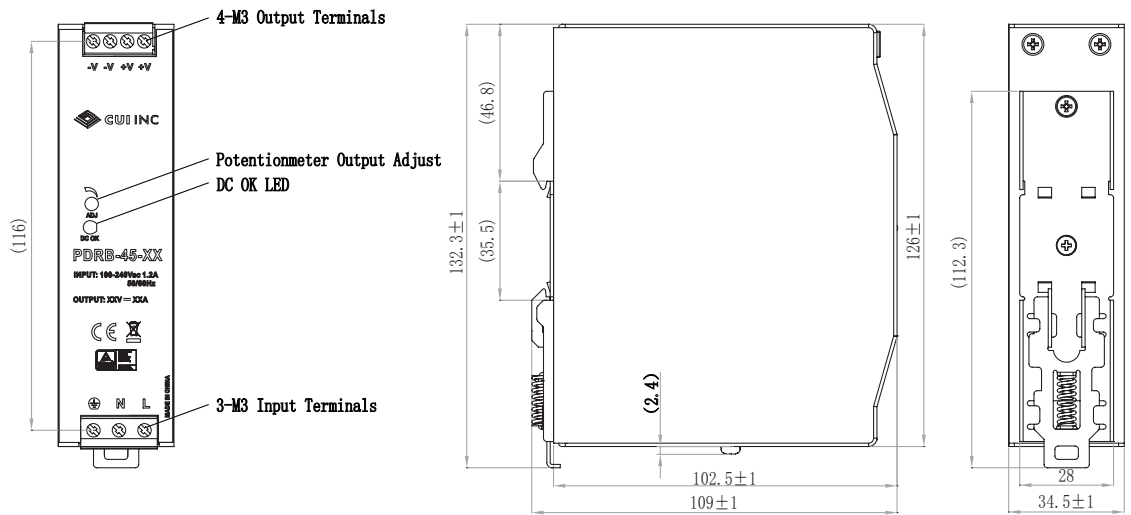 4-M3 Output Terminals
-V -V +V +V
CUI INC
Potentionmeter Output Adjust
DC OK LED
ADJ
DC OK
PDRB-45-XX
INPUT: 100-240Vac 1.2A
50/60Hz
OUTPUT: XXV⎓XXA
CE
MADE IN CHINA
N L
3-M3 Input Terminals
(116)
(46.8)
132.3±1
(35.5)
(2.4)
126±1
102.5±1
109±1
(112.3)
28
34.5±1